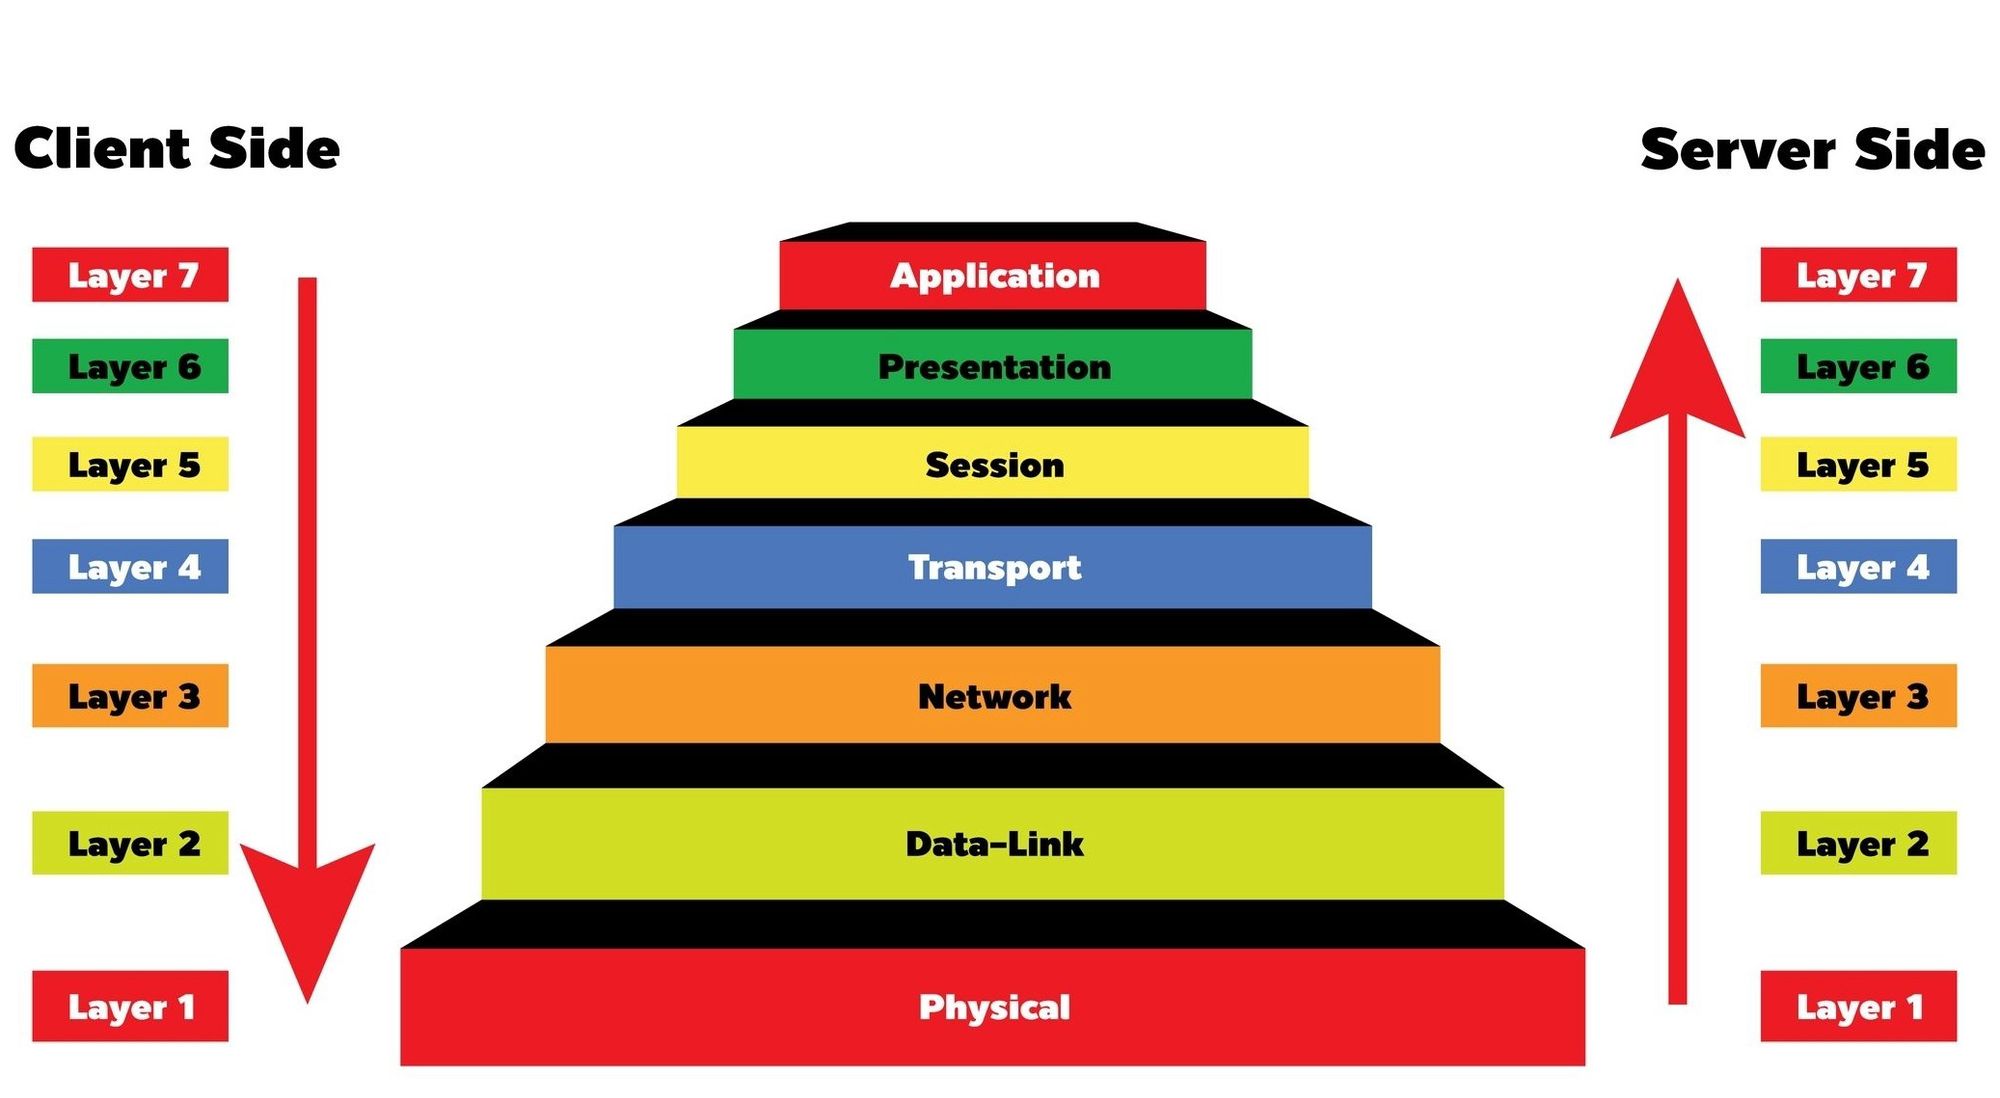 Client Side
Server Side
Layer 7
Application
Layer 7
Layer 6
Presentation
Layer 6
Layer 5
Session
Layer 5
Layer 4
Transport
Layer 4
Layer 3
Network
Layer 3
Layer 2
Data-Link
Layer 2
Layer 1
Physical
Layer 1